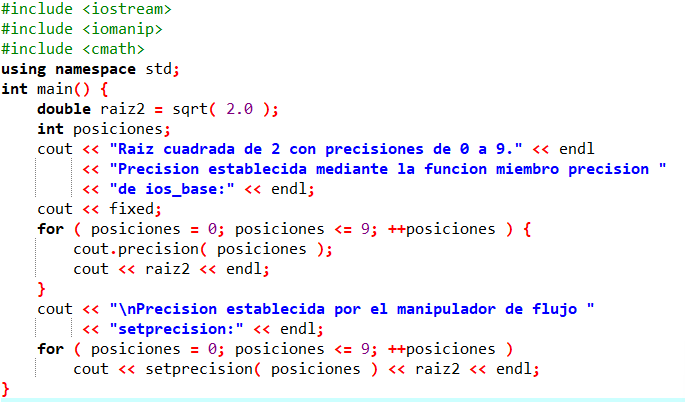 #include <iostream>
#include <iomanip>
#include <cmath>
using namespace std;
int main() {
    double raiz2 = sqrt( 2.0 );
    int posiciones;
    cout << "Raiz cuadrada de 2 con precisiones de 0 a 9." << endl
         << "Precision establecida mediante la funcion miembro precision "
         << "de ios_base:" << endl;
    cout << fixed;
    for ( posiciones = 0; posiciones <= 9; ++posiciones ) {
        cout.precision( posiciones );
        cout << raiz2 << endl;
    }
    cout << "\nPrecision establecida por el manipulador de flujo "
         << "setprecision:" << endl;
    for ( posiciones = 0; posiciones <= 9; ++posiciones )
        cout << setprecision( posiciones ) << raiz2 << endl;
}